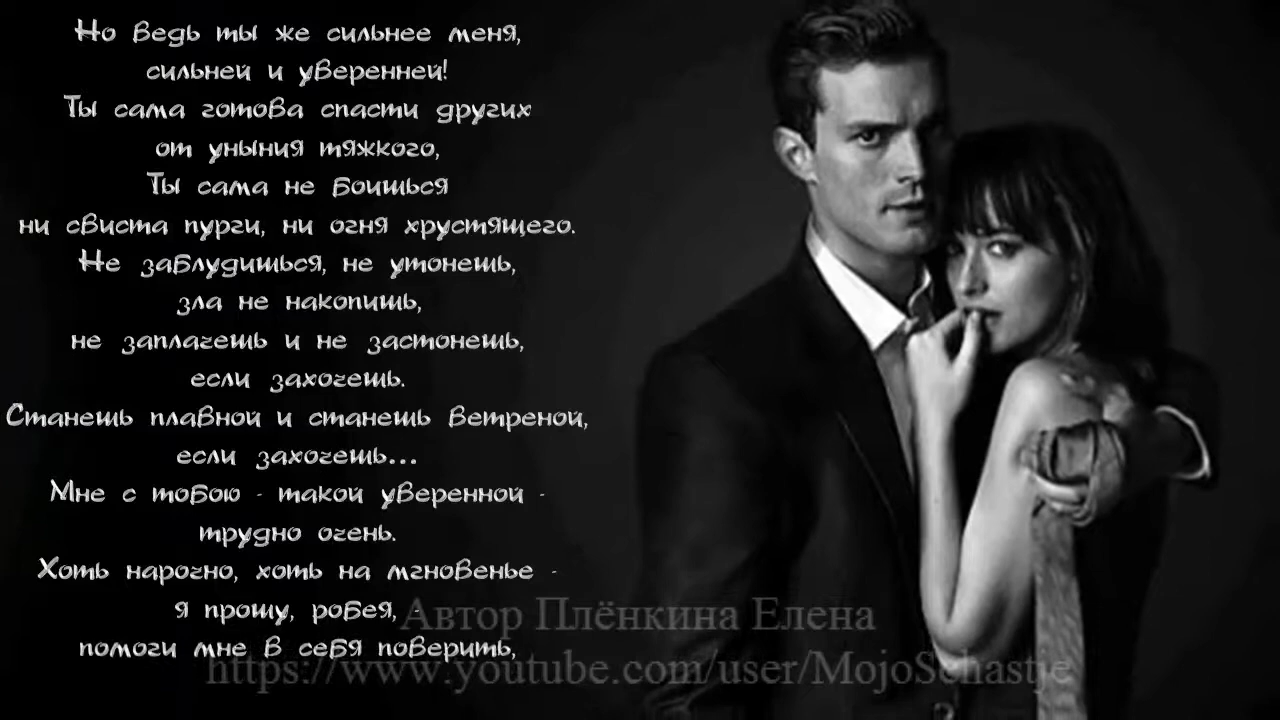 Но ведь ты же сильнее меня,
сильней и уверенней!
Ты сама готова спасти других
от уныния тяжкого,
Ты сама не боишься
ни свиста пурги, ни огня хрустящего.
Не заблудишься, не утонешь,
зла не накопишь,
не заплачешь и не застонешь,
если захочешь.
Станешь плавной и станешь ветреной,
если захочешь...
Мне с тобою - такой уверенной -
трудно очень.
Хоть нарочно, хоть на мгновенье -
я прошу, робея, -
помоги мне в себя поверить,
Автор Плёнкина Елена
https://www.youtube.com/user/MojoSchastje